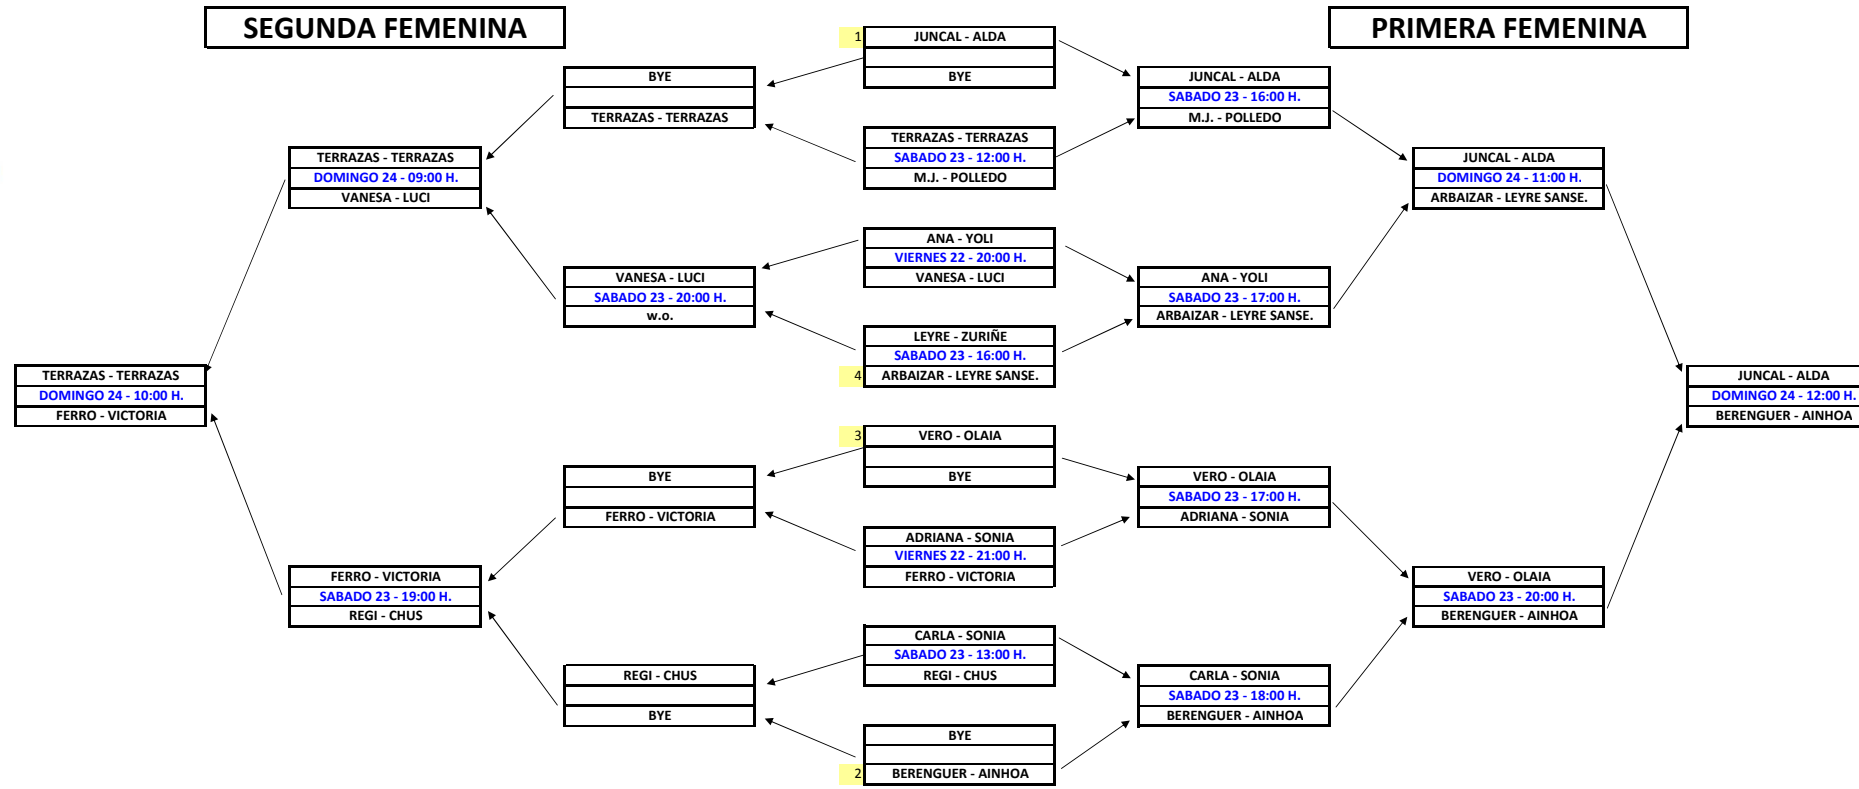 SEGUNDA FEMENINA
PRIMERA FEMENINA
TERRAZAS - TERRAZAS
DOMINGO 24 - 10:00 H.
FERRO - VICTORIA
TERRAZAS - TERRAZAS
DOMINGO 24 - 09:00 H.
VANESA - LUCI
FERRO - VICTORIA
SABADO 23 - 19:00 H.
REGI - CHUS
BYE
TERRAZAS - TERRAZAS
VANESA - LUCI
SABADO 23 - 20:00 H.
w.o.
BYE
FERRO - VICTORIA
REGI - CHUS
BYE
1
JUNCAL - ALDA
BYE
TERRAZAS - TERRAZAS
SABADO 23 - 12:00 H.
M.J. - POLLEDO
ANA - YOLI
VIERNES 22 - 20:00 H.
VANESA - LUCI
LEYRE - ZURIÑE
SABADO 23 - 16:00 H.
4
ARBAIZAR - LEYRE SANSE.
3
VERO - OLAIA
BYE
ADRIANA - SONIA
VIERNES 22 - 21:00 H.
FERRO - VICTORIA
CARLA - SONIA
SABADO 23 - 13:00 H.
REGI - CHUS
BYE
2
BERENGUER - AINHOA
JUNCAL - ALDA
SABADO 23 - 16:00 H.
M.J. - POLLEDO
ANA - YOLI
SABADO 23 - 17:00 H.
ARBAIZAR - LEYRE SANSE.
VERO - OLAIA
SABADO 23 - 17:00 H.
ADRIANA - SONIA
CARLA - SONIA
SABADO 23 - 18:00 H.
BERENGUER - AINHOA
JUNCAL - ALDA
DOMINGO 24 - 11:00 H.
ARBAIZAR - LEYRE SANSE.
VERO - OLAIA
SABADO 23 - 20:00 H.
BERENGUER - AINHOA
JUNCAL - ALDA
DOMINGO 24 - 12:00 H.
BERENGUER - AINHOA